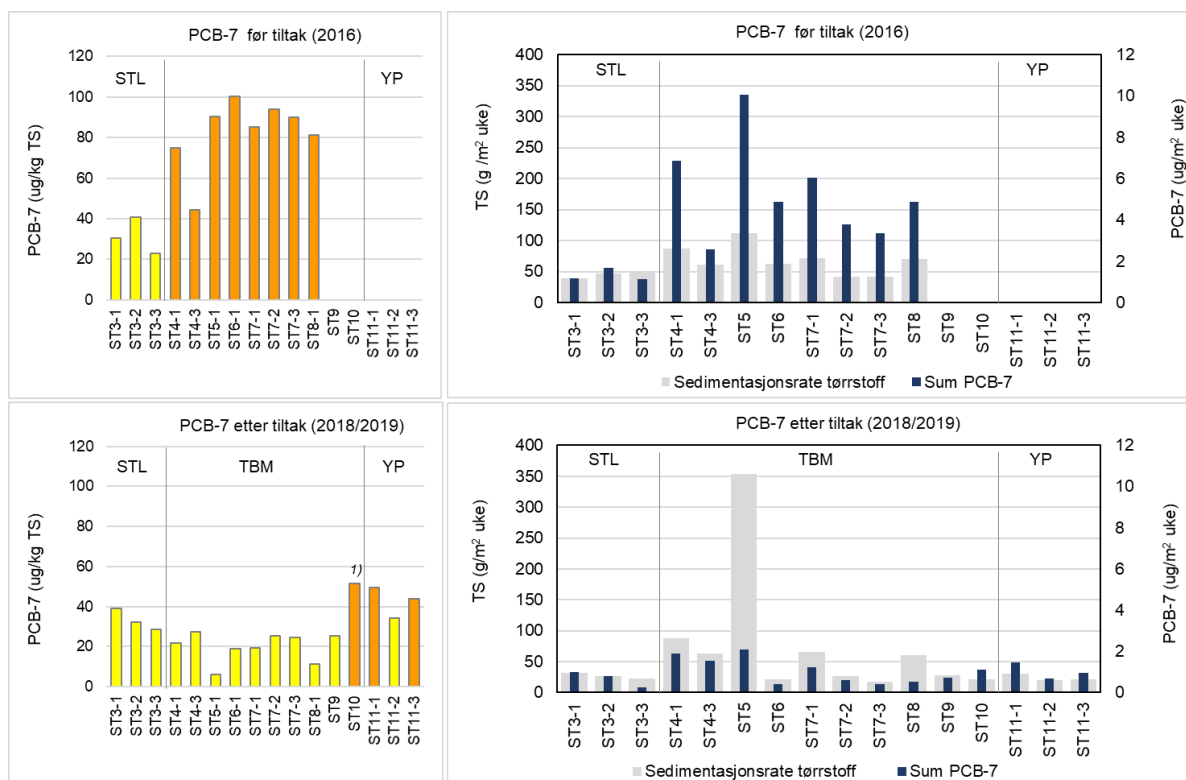 PCB-7 før tiltak (2016)
PCB-7 (ug/kg TS)
120
100
80
60
40
20
0
STL
YP
ST3-1
ST3-2
ST3-3
ST4-1
ST4-3
ST5-1
ST6-1
ST7-1
ST7-2
ST7-3
ST8-1
ST9
ST10
ST11-1
ST11-2
ST11-3
PCB-7 før tiltak (2016)
TS (g /m² uke)
400
350
300
250
200
150
100
50
0
STL
YP
12
10
8
6
4
2
0
PCB-7 (ug/m² uke)
ST3-1
ST3-2
ST3-3
ST4-1
ST4-3
ST5
ST6
ST7-1
ST7-2
ST7-3
ST8
ST9
ST10
ST11-1
ST11-2
ST11-3
Sedimentasjonsrate tørrstoff
Sum PCB-7
PCB-7 etter tiltak (2018/2019)
PCB-7 (ug/kg TS)
120
100
80
60
40
20
0
STL
TBM
YP
1)
ST3-1
ST3-2
ST3-3
ST4-1
ST4-3
ST5-1
ST6-1
ST7-1
ST7-2
ST7-3
ST8-1
ST9
ST10
ST11-1
ST11-2
ST11-3
PCB-7 etter tiltak (2018/2019)
TS (g/m² uke)
400
350
300
250
200
150
100
50
0
STL
TBM
YP
12
10
8
6
4
2
0
PCB-7 (ug/m² uke)
ST3-1
ST3-2
ST3-3
ST4-1
ST4-3
ST5
ST6
ST7-1
ST7-2
ST7-3
ST8
ST9
ST10
ST11-1
ST11-2
ST11-3
Sedimentasjonsrate tørrstoff
Sum PCB-7